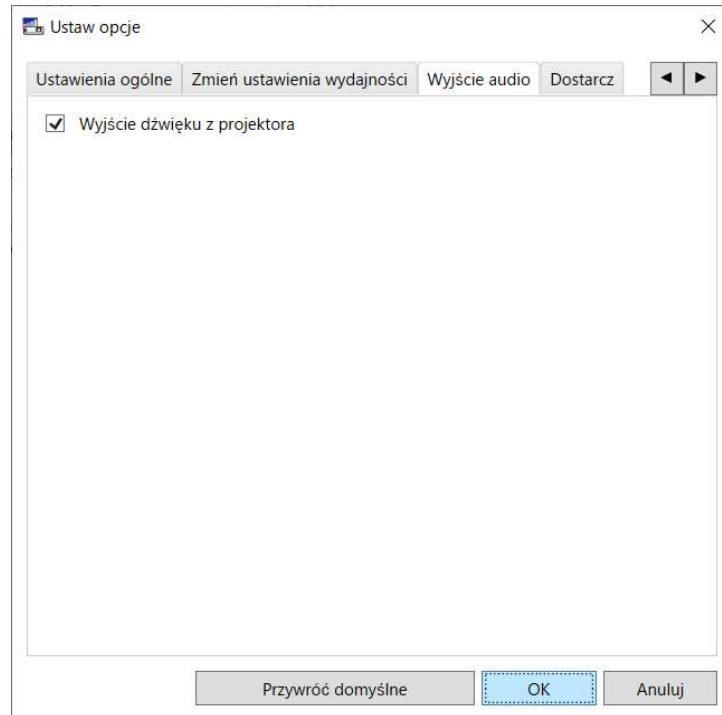 Ustaw opcje
Ustawienia ogólne Zmień ustawienia wydajności Wyjście audio Dostarcz
Wyjście dźwięku z projektora
Przywróć domyślne OK Anuluj